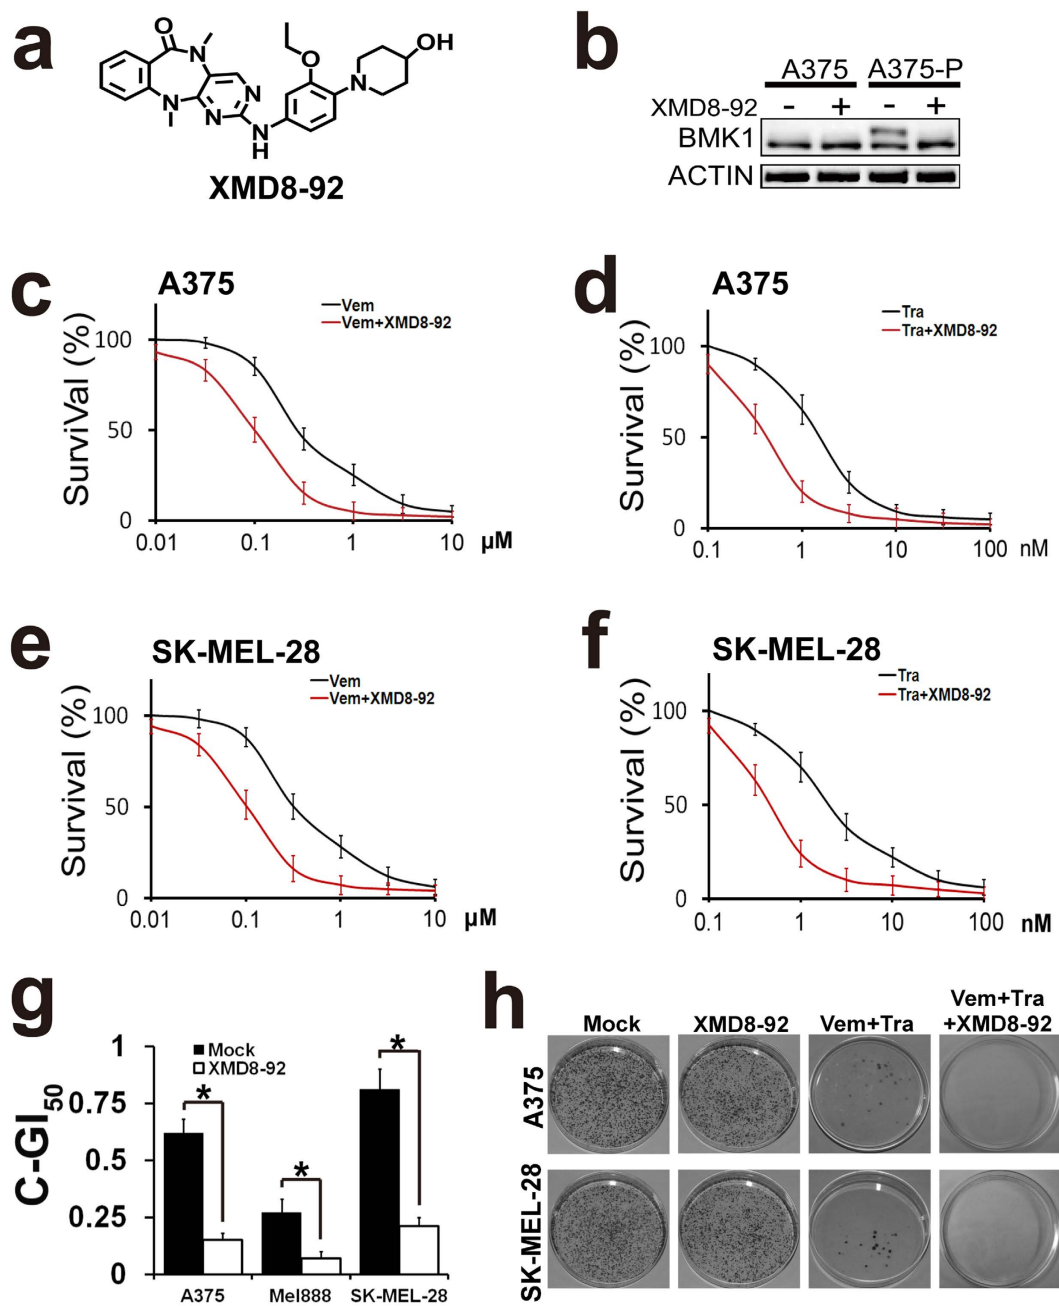 a
O
N
N
N
N
N
H
O
N
OH
XMD8-92
b
A375 A375-P
XMD8-92 - + - +
BMK1
ACTIN
c
A375
Vem
Vem+XMD8-92
SurviVal (%)
100
50
0
0.01 0.1 1 10 µM
d
A375
Tra
Tra+XMD8-92
Survival (%)
100
50
0
0.1 1 10 100 nM
e
SK-MEL-28
Vem
Vem+XMD8-92
Survival (%)
100
50
0
0.01 0.1 1 10 µM
f
SK-MEL-28
Tra
Tra+XMD8-92
Survival (%)
100
50
0
0.1 1 10 100 nM
g
C-GI50
1
0.75
0.5
0.25
0
Mock
XMD8-92
*
*
*
A375 Mel888 SK-MEL-28
h
Mock XMD8-92 Vem+Tra Vem+Tra
+XMD8-92
A375
SK-MEL-28